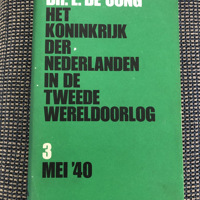 DR. L. DE JONG
HET
KONINKRIJK
DER
NEDERLANDEN
IN DE
TWEEDE
WERELDOORLOG
3
MEI '40